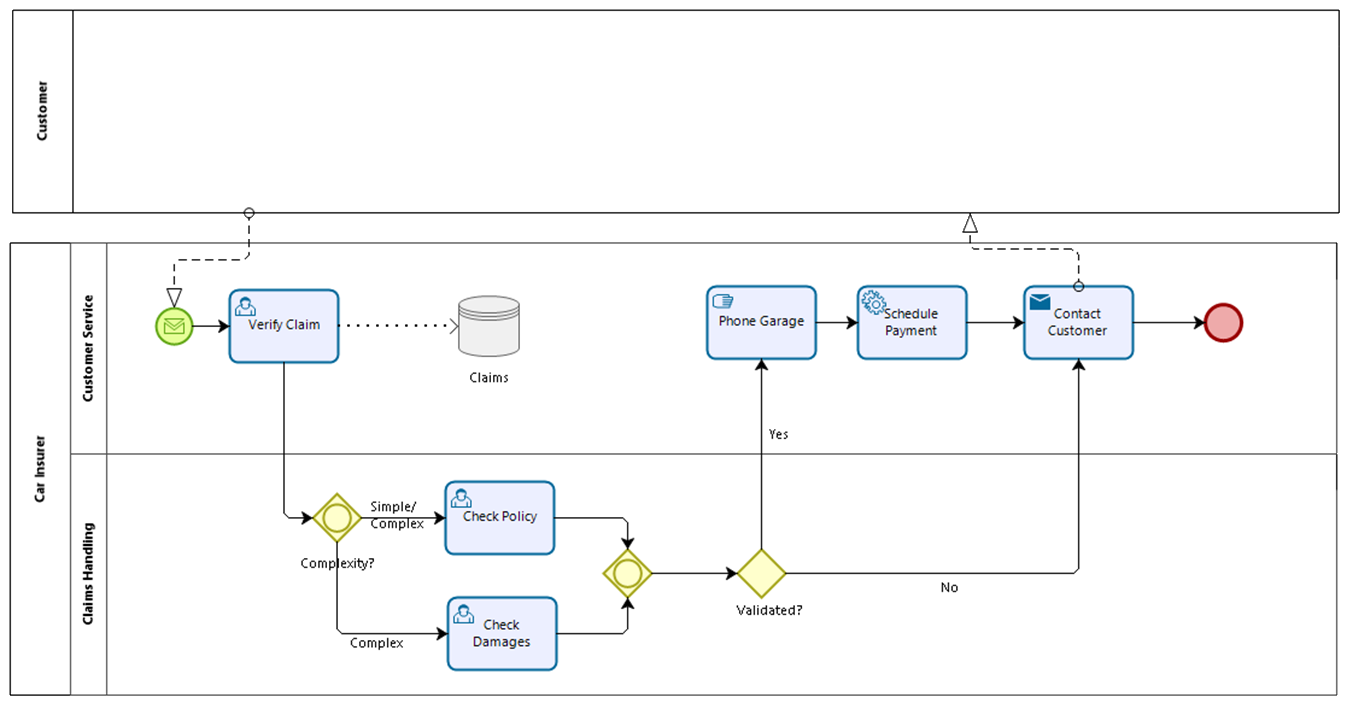 Customer
Car Insurer
Customer Service
Verify Claim
Claims
Phone Garage
Schedule
Payment
Contact
Customer
Yes
Claims Handling
Complexity?
Simple/
Complex
Check Policy
Complex
Check
Damages
Validated?
No